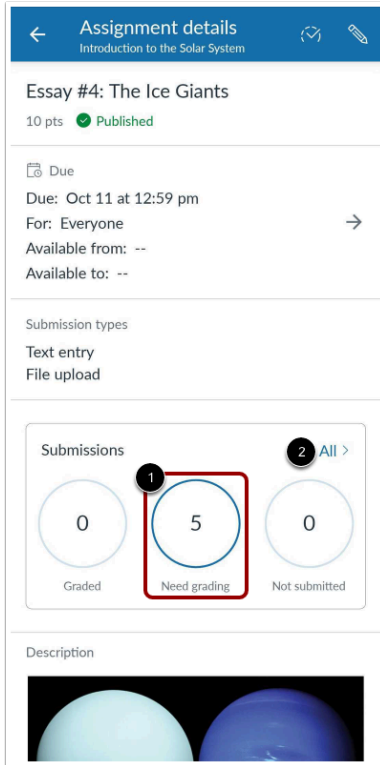 Assignment details
Introduction to the Solar System
Essay #4: The Ice Giants
10 pts Published
Due
Due: Oct 11 at 12:59 pm
For: Everyone
Available from: --
Available to: --
Submission types
Text entry
File upload
Submissions
2 All >
1
0 5 0
Graded Need grading Not submitted
Description